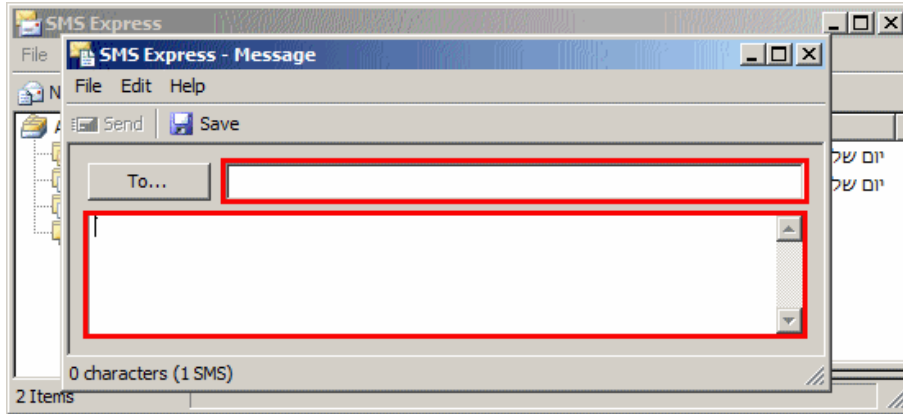 SMS Express
File
SMS Express - Message
File Edit Help
Send Save
To...
יום של
יום של
0 characters (1 SMS)
2 Items